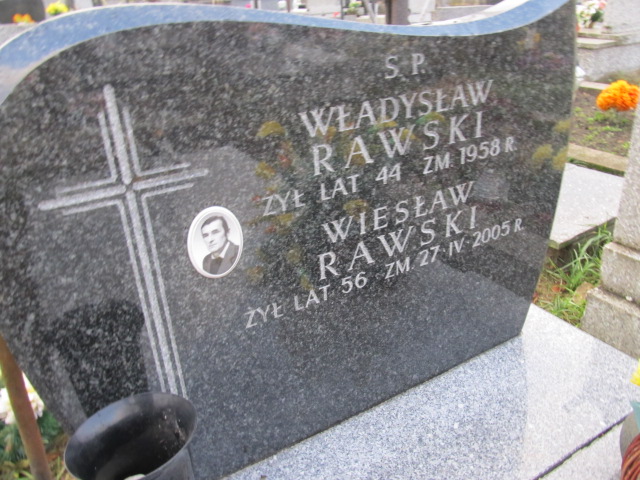 S.P.
WŁADYSŁAW
RAWSKI
ŻYŁ LAT 44 ZM. 1958 R.
WIESŁAW
RAWSKI
ŻYŁ LAT 56 ZM. 27·IV·2005 R.